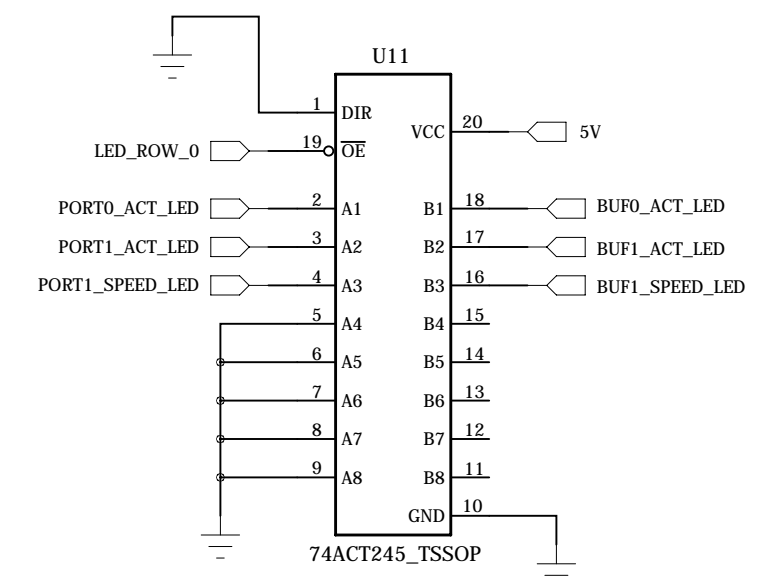 U11
1 DIR
VCC 20 5V
LED_ROW_0 19 OE
PORT0_ACT_LED 2 A1 B1 18 BUF0_ACT_LED
PORT1_ACT_LED 3 A2 B2 17 BUF1_ACT_LED
PORT1_SPEED_LED 4 A3 B3 16 BUF1_SPEED_LED
5 A4 B4 15
6 A5 B5 14
7 A6 B6 13
8 A7 B7 12
9 A8 B8 11
GND 10
74ACT245_TSSOP